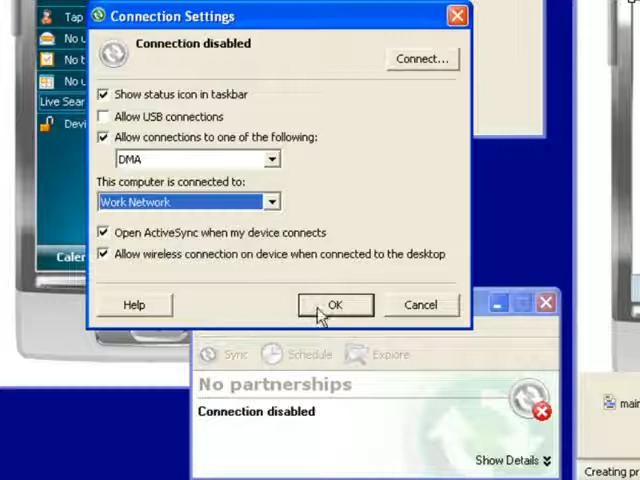 Connection Settings
Tap
No u
No t
No u
Live Sear
Devi
Calen
Connection disabled
Connect...
Show status icon in taskbar
Allow USB connections
Allow connections to one of the following:
DMA
This computer is connected to:
Work Network
Open ActiveSync when my device connects
Allow wireless connection on device when connected to the desktop
Help
OK
Cancel
Sync
Schedule
Explore
No partnerships
Connection disabled
Show Details
main
Creating pr